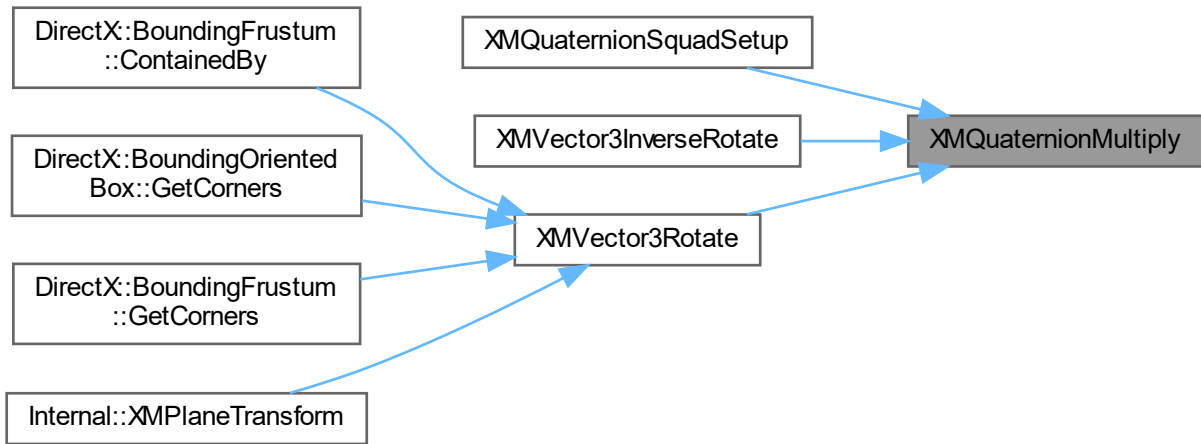 DirectX::BoundingFrustum
::ContainedBy
DirectX::BoundingOriented
Box::GetCorners
DirectX::BoundingFrustum
::GetCorners
Internal::XMPlaneTransform
XMQuaternionSquadSetup
XMVector3InverseRotate
XMVector3Rotate
XMQuaternionMultiply